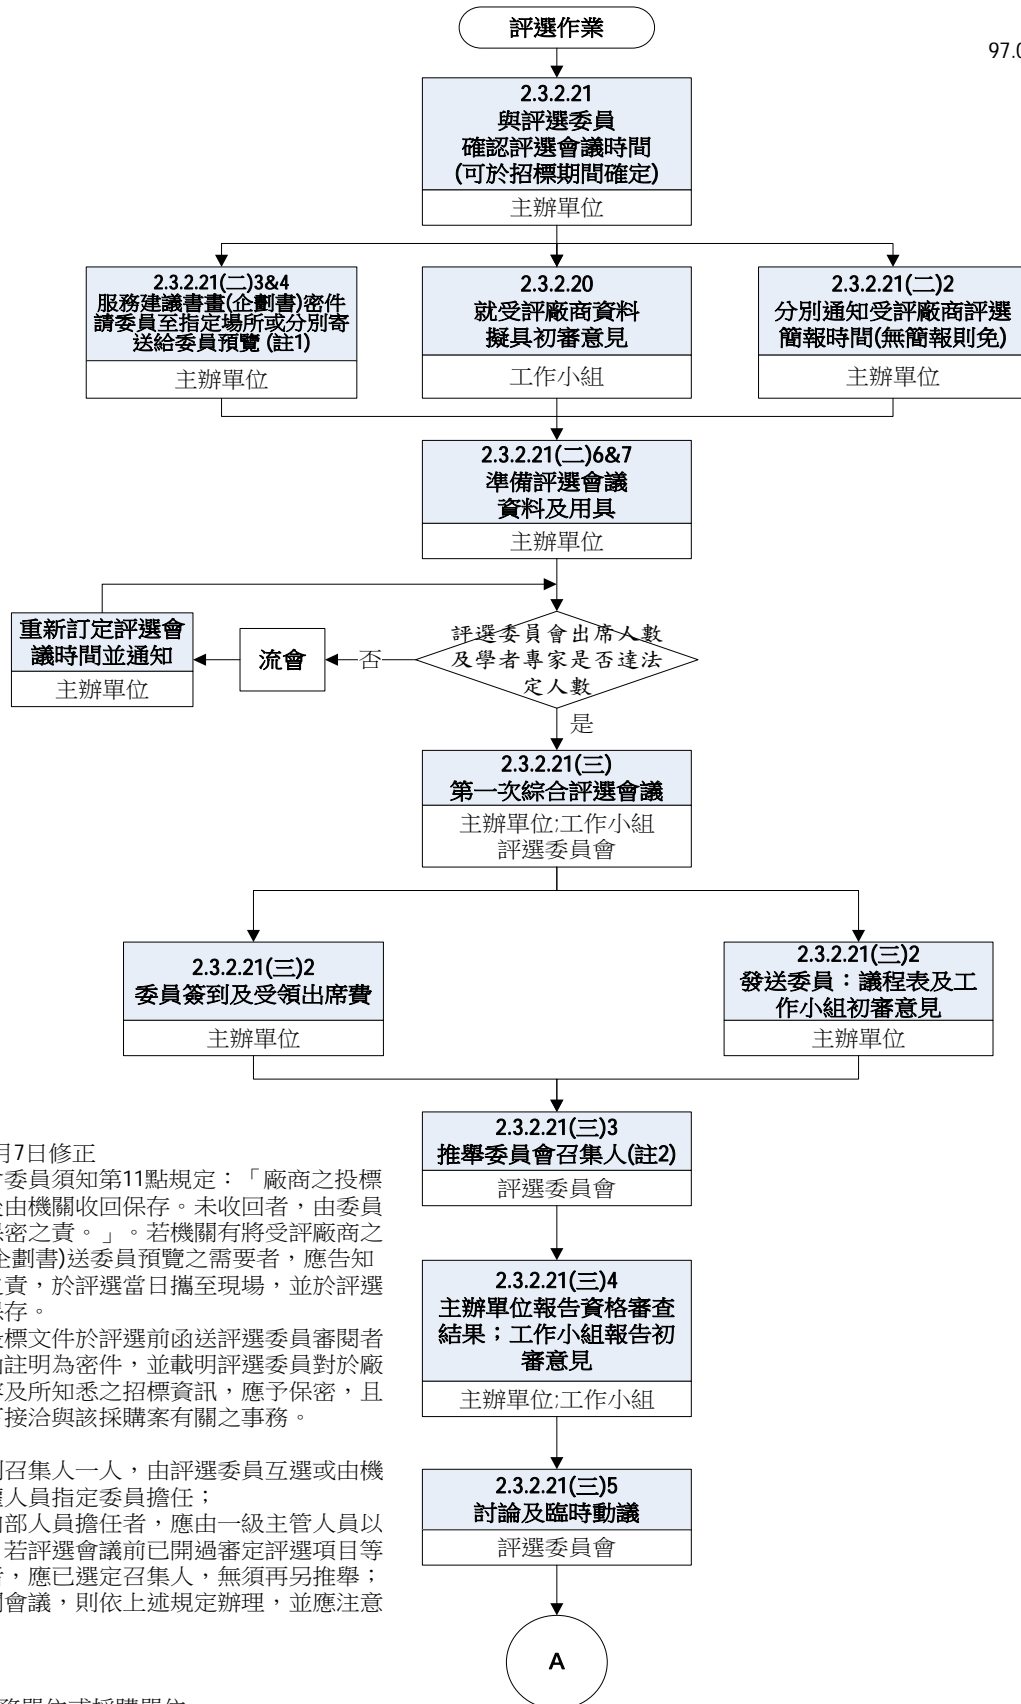 評選作業
97.0
2.3.2.21
與評選委員
確認評選會議時間
(可於招標期間確定)
主辦單位
2.3.2.21(二)3&4
服務建議書畫(企劃書)密件
請委員至指定場所或分別寄
送給委員預覽 (註1)
主辦單位
2.3.2.20
就受評廠商資料
擬具初審意見
工作小組
2.3.2.21(二)2
分別通知受評廠商評選
簡報時間(無簡報則免)
主辦單位
2.3.2.21(二)6&7
準備評選會議
資料及用具
主辦單位
重新訂定評選會
議時間並通知
主辦單位
流會
否
評選委員會出席人數
及學者專家是否達法
定人數
是
2.3.2.21(三)
第一次綜合評選會議
主辦單位;工作小組
評選委員會
2.3.2.21(三)2
委員簽到及受領出席費
主辦單位
2.3.2.21(三)2
發送委員：議程表及工
作小組初審意見
主辦單位
2.3.2.21(三)3
推舉委員會召集人(註2)
評選委員會
2.3.2.21(三)4
主辦單位報告資格審查
結果；工作小組報告初
審意見
主辦單位;工作小組
2.3.2.21(三)5
討論及臨時動議
評選委員會
A
月7日修正
委員須知第11點規定：「廠商之投標
後由機關收回保存。未收回者，由委員
保密之責。」。若機關有將受評廠商之
企劃書)送委員預覽之需要者，應告知
之責，於評選當日攜至現場，並於評選
保存。
投標文件於評選前函送評選委員審閱者
註明為密件，並載明評選委員對於廠
容及所知悉之招標資訊，應予保密，且
下接洽與該採購案有關之事務。
召集人一人，由評選委員互選或由機
權人員指定委員擔任；
內部人員擔任者，應由一級主管人員以
若評選會議前已開過審定評選項目等
者，應已選定召集人，無須再另推舉；
開會議，則依上述規定辦理，並應注意
務單位或採購單位